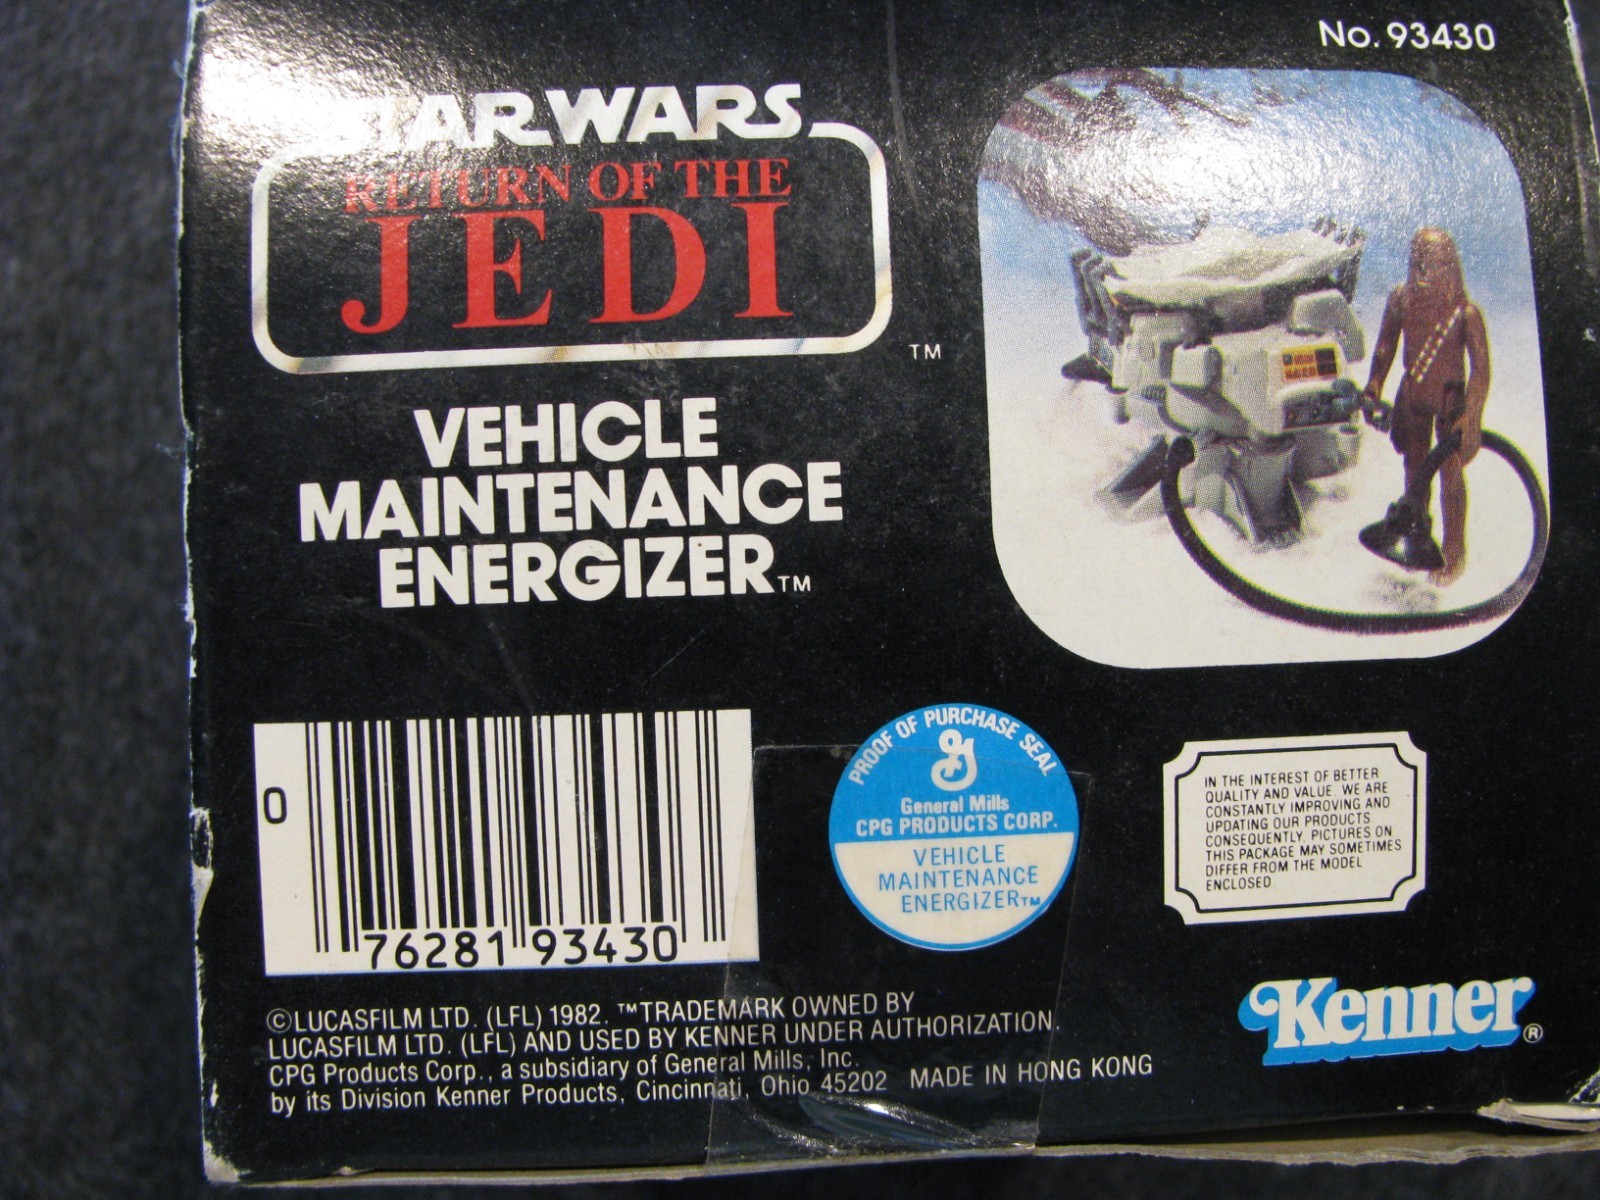 No. 93430
STAR WARS
RETURN OF THE
JEDI
TM
VEHICLE
MAINTENANCE
ENERGIZER TM
0
76281 93430
PROOF OF PURCHASE SEAL
G
General Mills
CPG PRODUCTS CORP.
VEHICLE
MAINTENANCE
ENERGIZER TM
IN THE INTEREST OF BETTER
QUALITY AND VALUE. WE ARE
CONSTANTLY IMPROVING AND
UPDATING OUR PRODUCTS.
CONSEQUENTLY, PICTURES ON
THIS PACKAGE MAY SOMETIMES
DIFFER FROM THE MODEL
ENCLOSED
Kenner ®
©LUCASFILM LTD. (LFL) 1982. ™TRADEMARK OWNED BY
LUCASFILM LTD. (LFL) AND USED BY KENNER UNDER AUTHORIZATION.
CPG Products Corp., a subsidiary of General Mills, Inc.
by its Division Kenner Products, Cincinnati, Ohio 45202 MADE IN HONG KONG